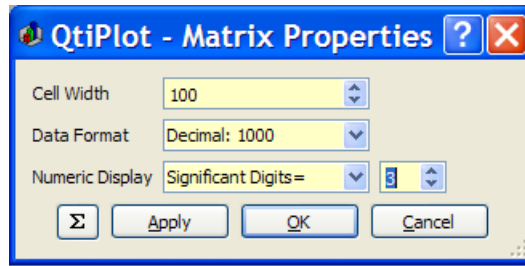 QtiPlot - Matrix Properties ?
Cell Width 100
Data Format Decimal: 1000
Numeric Display Significant Digits= 3
Σ Apply OK Cancel